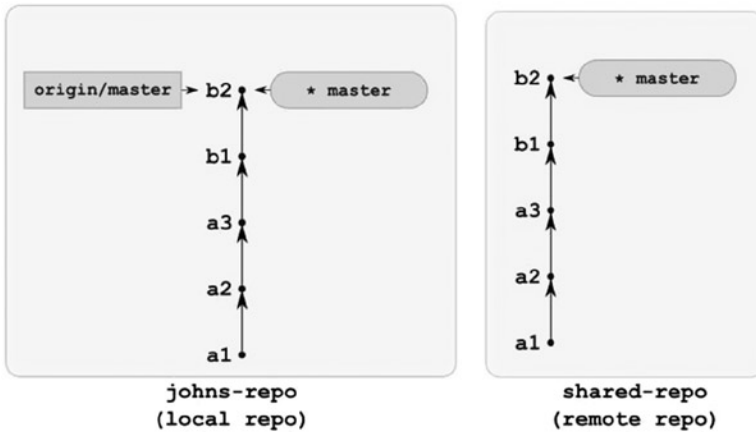 origin/master
b2
* master
b1
a3
a2
a1
johns-repo
(local repo)
b2
* master
b1
a3
a2
a1
shared-repo
(remote repo)